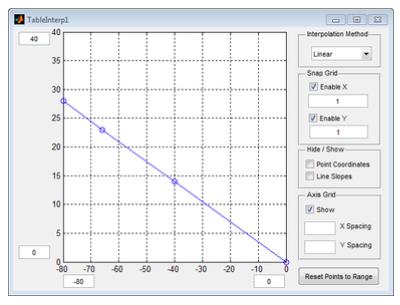 TableInterp1
40
40
35
30
25
20
15
10
5
0
0
-80 -70 -60 -50 -40 -30 -20 -10 0
-80
0
Interpolation Method
Linear
Snap Grid
Enable X
1
Enable Y
1
Hide / Show
Point Coordinates
Line Slopes
Axis Grid
Show
X Spacing
Y Spacing
Reset Points to Range